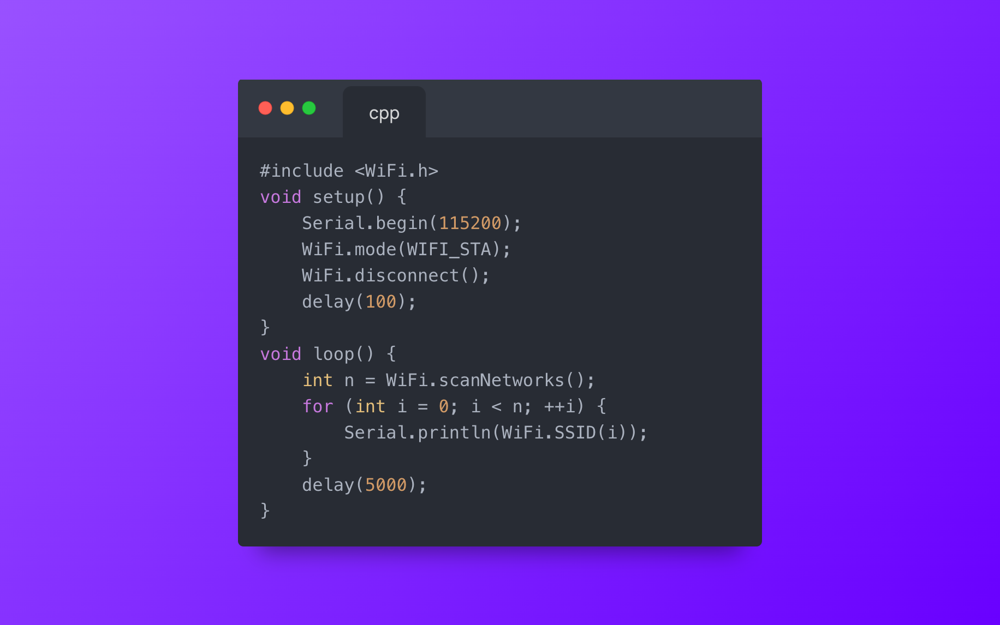 cpp
#include <WiFi.h>
void setup() {
    Serial.begin(115200);
    WiFi.mode(WIFI_STA);
    WiFi.disconnect();
    delay(100);
}
void loop() {
    int n = WiFi.scanNetworks();
    for (int i = 0; i < n; ++i) {
        Serial.println(WiFi.SSID(i));
    }
    delay(5000);
}